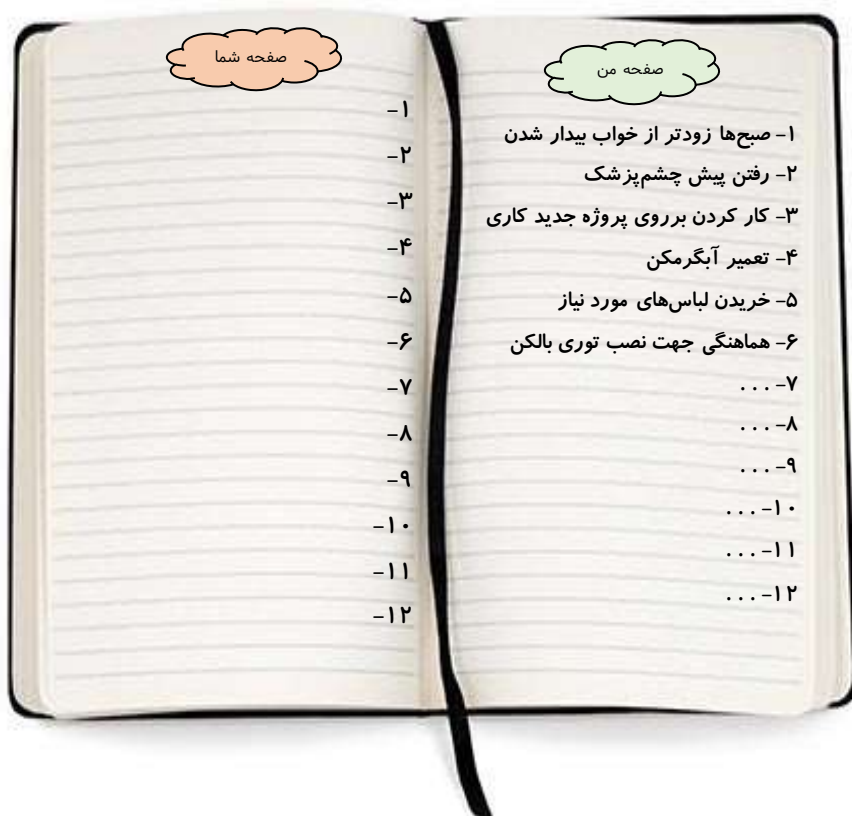 صفحه من
۱- صبح‌ها زودتر از خواب بیدار شدن
۲- رفتن پیش چشم‌پزشک
۳- کار کردن برروی پروژه جدید کاری
۴- تعمیر آبگرمکن
۵- خریدن لباس‌های مورد نیاز
۶- هماهنگی جهت نصب توری بالکن
۷- ...
۸- ...
۹- ...
۱۰- ...
۱۱- ...
۱۲- ...
صفحه شما
۱-
۲-
۳-
۴-
۵-
۶-
۷-
۸-
۹-
۱۰-
۱۱-
۱۲-